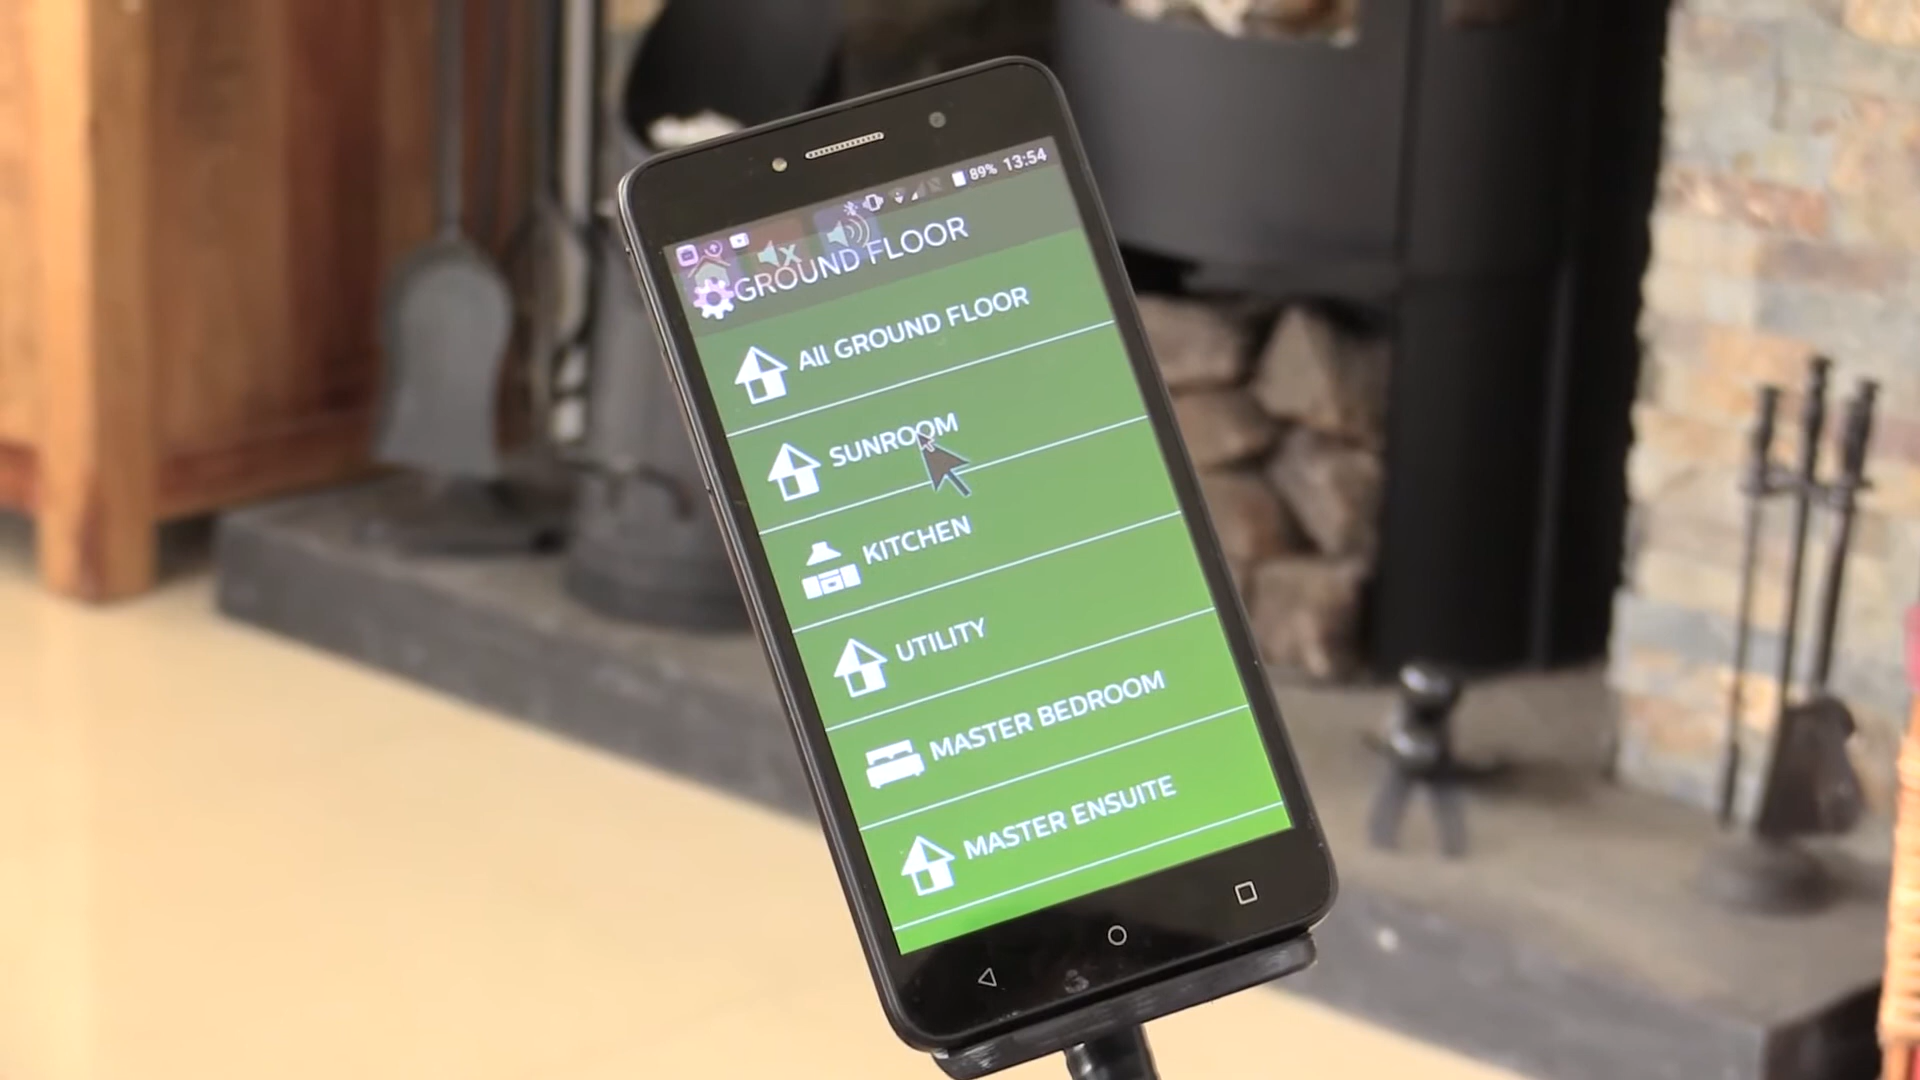 89% 13:54
GROUND FLOOR
All GROUND FLOOR
SUNROOM
KITCHEN
UTILITY
MASTER BEDROOM
MASTER ENSUITE